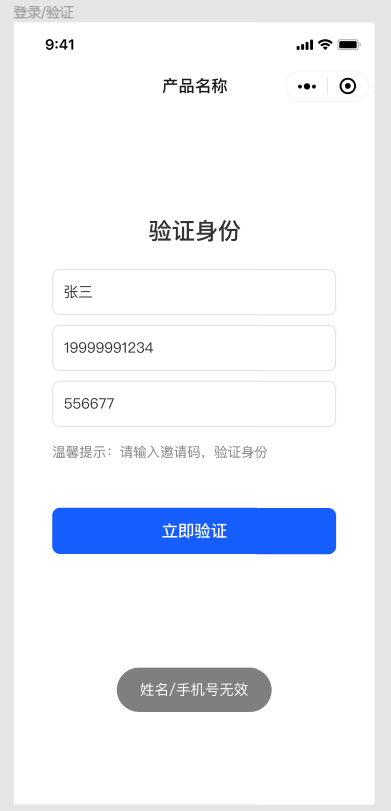 登录/验证
9:41
产品名称
验证身份
张三
19999991234
556677
温馨提示：请输入邀请码，验证身份
立即验证
姓名/手机号无效